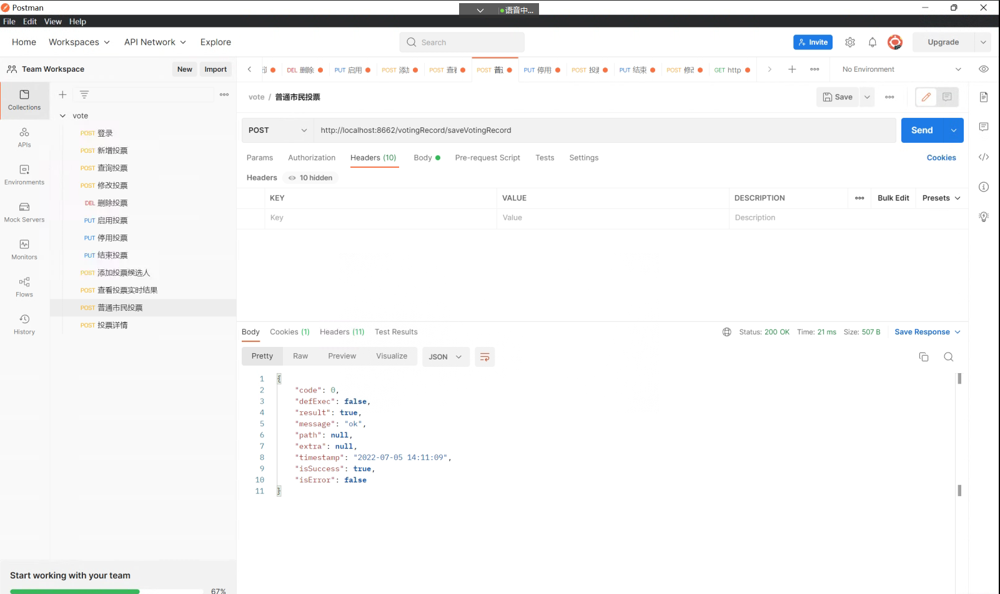 Postman
语音中...
File Edit View Help
Home Workspaces API Network Explore
Search
Invite
Upgrade
Team Workspace
New Import
DEL 删除
PUT 启用
POST 添加
POST 查看
POST 普通
PUT 停用
POST 投票
PUT 结束
POST 修改
GET http
No Environment
Collections
APIs
Environments
Mock Servers
Monitors
Flows
History
vote
POST 登录
POST 新增投票
POST 查询投票
POST 修改投票
DEL 删除投票
PUT 启用投票
PUT 停用投票
PUT 结束投票
POST 添加投票候选人
POST 查看投票实时结果
POST 普通市民投票
POST 投票详情
vote / 普通市民投票
Save
POST http://localhost:8662/votingRecord/saveVotingRecord
Send
Params Authorization Headers (10) Body Pre-request Script Tests Settings
Cookies
Headers 10 hidden
KEY VALUE DESCRIPTION Bulk Edit Presets
Key Value Description
Body Cookies (1) Headers (11) Test Results
Status: 200 OK Time: 21 ms Size: 507 B Save Response
Pretty Raw Preview Visualize JSON
1 {
2 "code": 0,
3 "defExec": false,
4 "result": true,
5 "message": "ok",
6 "path": null,
7 "extra": null,
8 "timestamp": "2022-07-05 14:11:09",
9 "isSuccess": true,
10 "isError": false
11 }
Start working with your team
67%